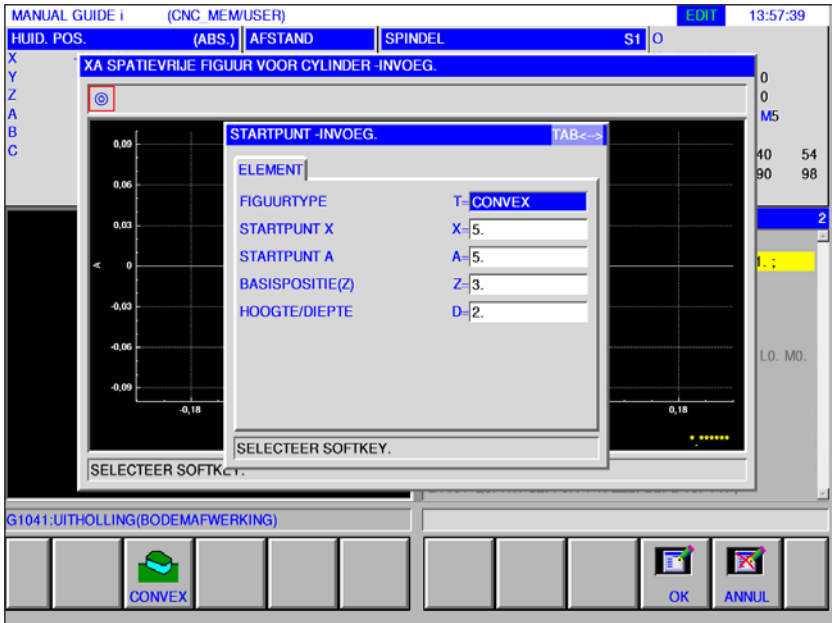 MANUAL GUIDE i (CNC_MEM/USER) EDIT 13:57:39
HUID. POS. (ABS.) AFSTAND SPINDEL S1 O
X
Y 0
Z 0
A M5
B
C 40 54
90 98
XA SPATIEVRIJE FIGUUR VOOR CYLINDER -INVOEG.
0,09
0,06
0,03
A 0
-0,03
-0,06
-0,09
-0,18 0,18
*.******
STARTPUNT -INVOEG. TAB<-->
ELEMENT
FIGUURTYPE T= CONVEX
STARTPUNT X X= 5.
STARTPUNT A A= 5.
BASISPOSITIE(Z) Z= 3.
HOOGTE/DIEPTE D= 2.
SELECTEER SOFTKEY.
SELECTEER SOFTKEY.
2
1. ;
L0. M0.
G1041:UITHOLLING(BODEMAFWERKING)
CONVEX OK ANNUL